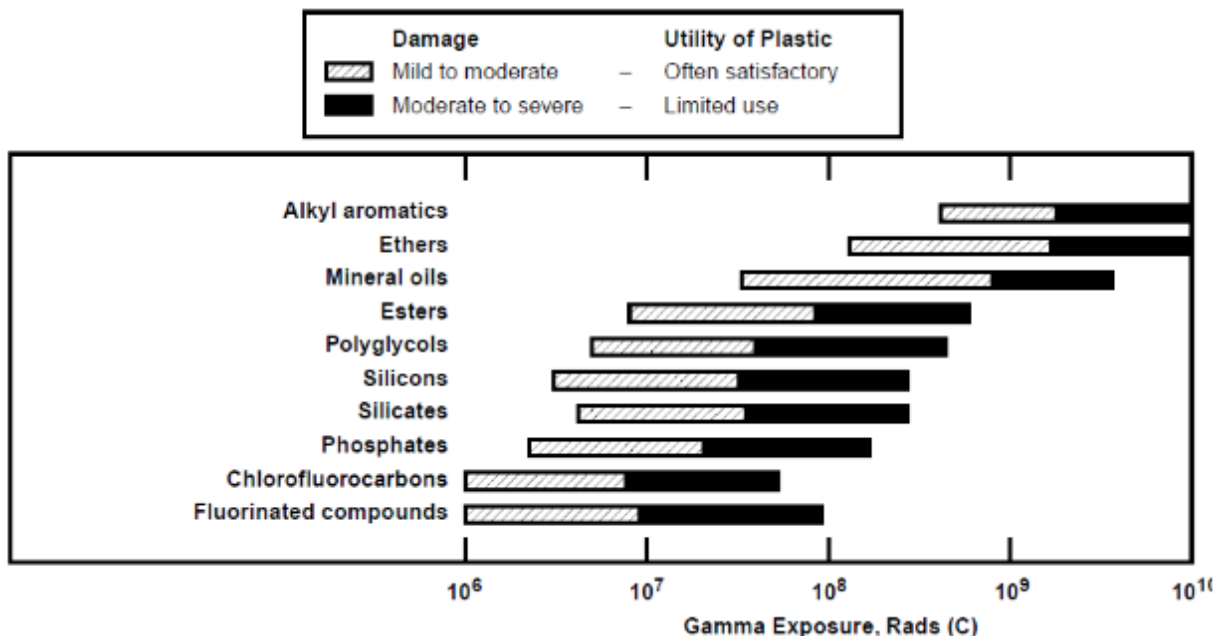 Damage Utility of Plastic
Mild to moderate – Often satisfactory
Moderate to severe – Limited use
Alkyl aromatics
Ethers
Mineral oils
Esters
Polyglycols
Silicons
Silicates
Phosphates
Chlorofluorocarbons
Fluorinated compounds
10⁶ 10⁷ 10⁸ 10⁹ 10¹⁰
Gamma Exposure, Rads (C)